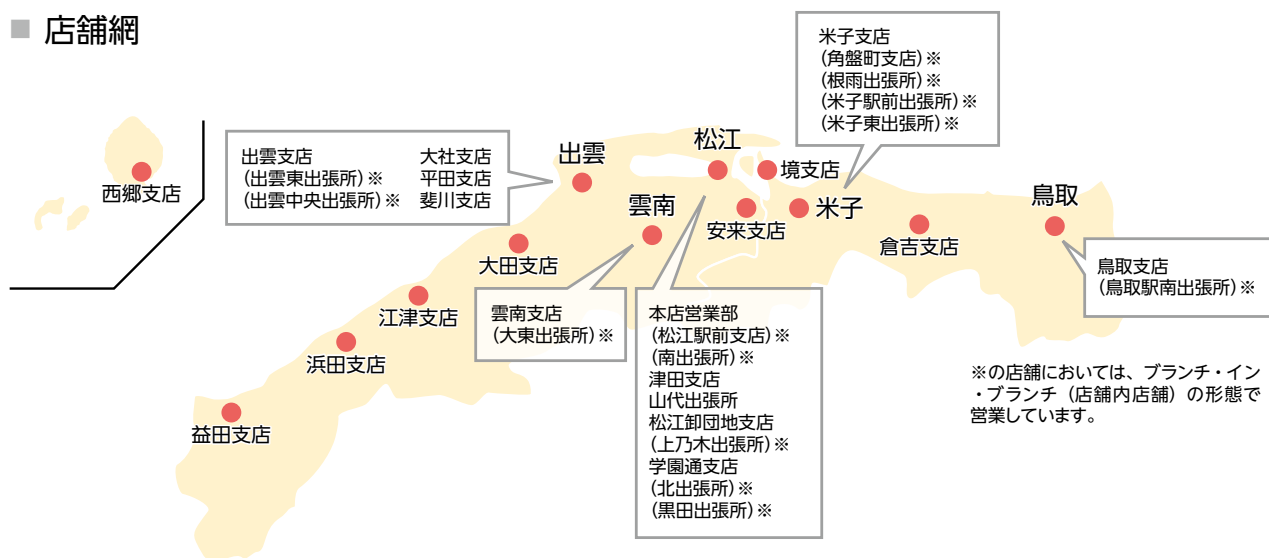 ■ 店舗網
米子支店
(角盤町支店)※
(根雨出張所)※
(米子駅前出張所)※
(米子東出張所)※
出雲支店
(出雲東出張所)※
(出雲中央出張所)※
大社支店
平田支店
斐川支店
西郷支店
出雲
松江
境支店
雲南
安来支店
米子
倉吉支店
鳥取
大田支店
鳥取支店
(鳥取駅南出張所)※
江津支店
雲南支店
(大東出張所)※
本店営業部
(松江駅前支店)※
(南出張所)※
津田支店
山代出張所
松江卸団地支店
(上乃木出張所)※
学園通支店
(北出張所)※
(黒田出張所)※
浜田支店
益田支店
※の店舗においては、ブランチ・イン
・ブランチ（店舗内店舗）の形態で
営業しています。